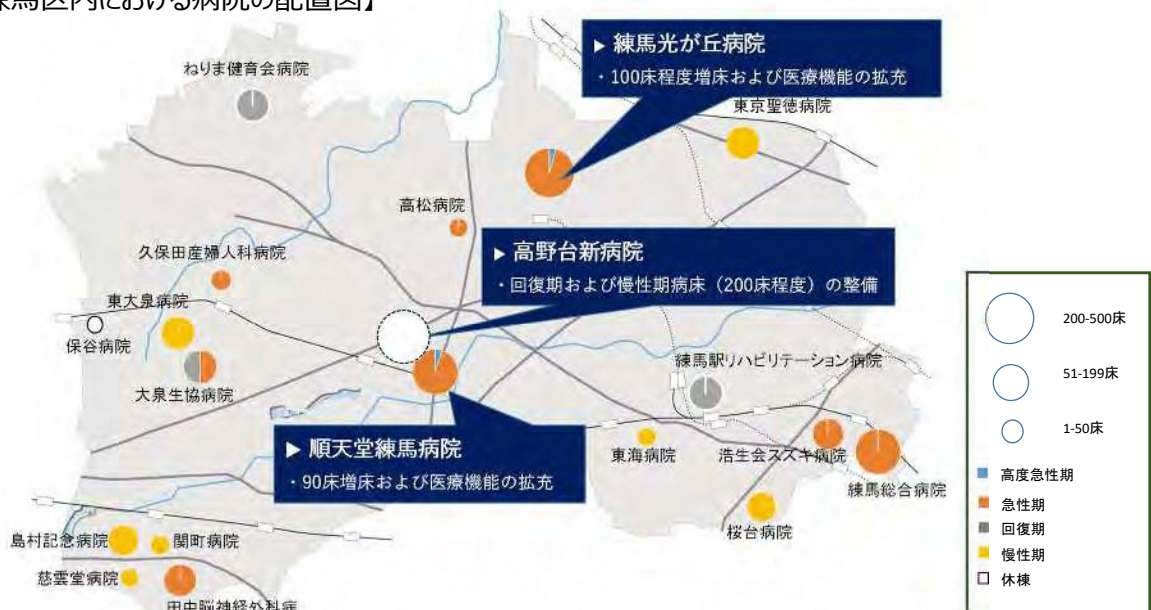 練馬区内における病院の配置図】
▶ 練馬光が丘病院
・100床程度増床および医療機能の拡充
ねりま健育会病院
東京聖徳病院
高松病院
▶ 高野台新病院
・回復期および慢性期病床（200床程度）の整備
久保田産婦人科病院
東大泉病院
保谷病院
大泉生協病院
練馬駅リハビリテーション病院
▶ 順天堂練馬病院
・90床増床および医療機能の拡充
東海病院
浩生会スズキ病院
練馬総合病院
桜台病院
島村記念病院
関町病院
慈雲堂病院
田中脳神経外科病
200-500床
51-199床
1-50床
高度急性期
急性期
回復期
慢性期
休棟